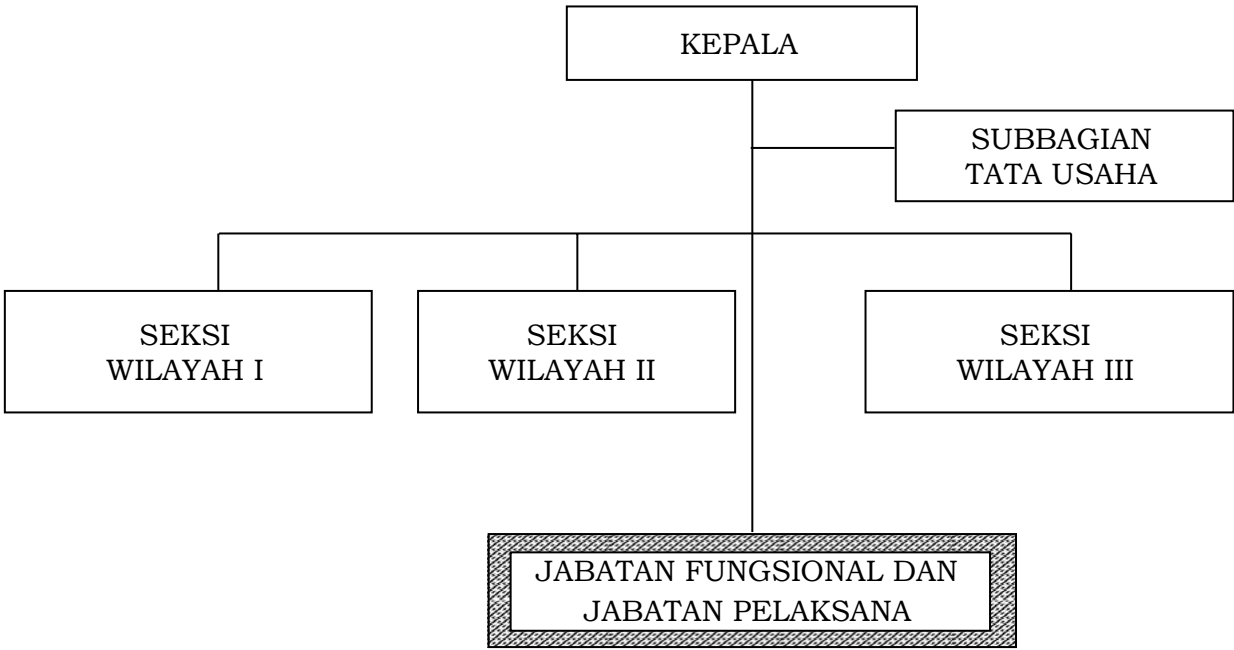 KEPALA
SUBBAGIAN
TATA USAHA
SEKSI
WILAYAH I
SEKSI
WILAYAH II
SEKSI
WILAYAH III
JABATAN FUNGSIONAL DAN
JABATAN PELAKSANA